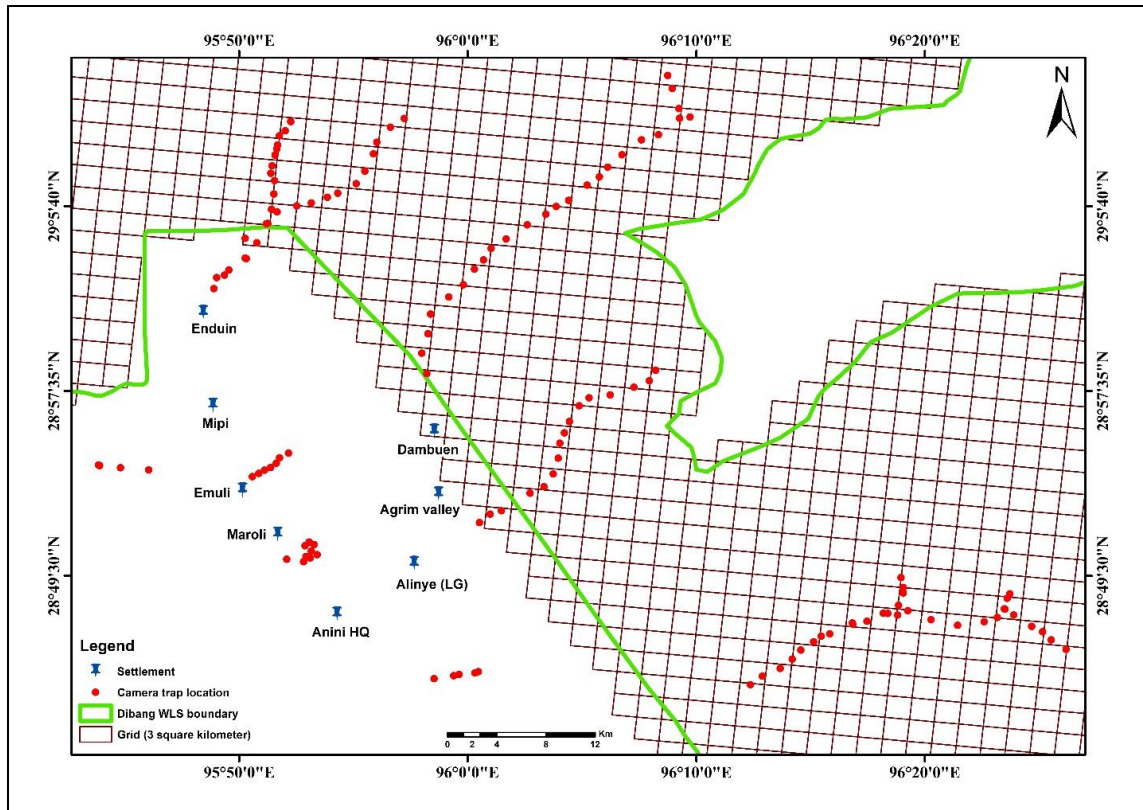 95°50'0"E 96°0'0"E 96°10'0"E 96°20'0"E
N
29°5'40"N 29°5'40"N
Enduin
28°57'35"N 28°57'35"N
Mipi
Dambuen
Emuli
Agrim valley
Maroli
28°49'30"N 28°49'30"N
Alinye (LG)
Anini HQ
Legend
Settlement
Camera trap location
Dibang WLS boundary
Grid (3 square kilometer)
Km
0 2 4 8 12
95°50'0"E 96°0'0"E 96°10'0"E 96°20'0"E